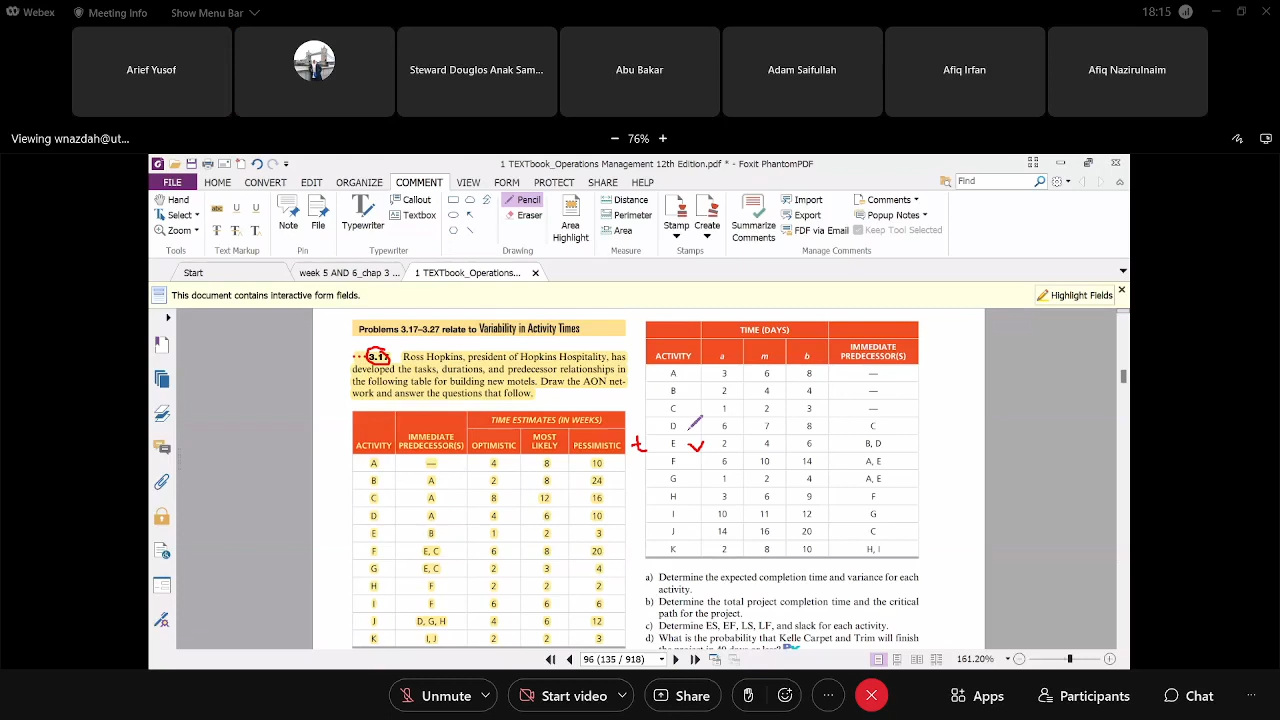 Webex Meeting Info Show Menu Bar 18:15
Arief Yusof
Steward Douglos Anak Sam...
Abu Bakar
Adam Saifullah
Afiq Irfan
Afiq Nazirulnaim
Viewing wnazdah@ut... 76%
1 TEXTbook_Operations Management 12th Edition.pdf * - Foxit PhantomPDF
FILE HOME CONVERT EDIT ORGANIZE COMMENT VIEW FORM PROTECT SHARE HELP Find
Hand
Select
Zoom
Tools
Text Markup
Note
File
Pin
Typewriter
Callout
Textbox
Typewriter
Pencil
Eraser
Drawing
Area Highlight
Distance
Perimeter
Area
Measure
Stamp
Create
Stamps
Summarize Comments
Import
Export
FDF via Email
Comments
Popup Notes
Keep Tool Selected
Manage Comments
Start
week 5 AND 6_chap 3 ...
1 TEXTbook_Operations...
This document contains interactive form fields. Highlight Fields
Problems 3.17–3.27 relate to Variability in Activity Times
Ross Hopkins, president of Hopkins Hospitality, has
developed the tasks, durations, and predecessor relationships in
the following table for building new motels. Draw the AON net-
work and answer the questions that follow.
TIME ESTIMATES (IN WEEKS)
ACTIVITY IMMEDIATE PREDECESSOR(S) OPTIMISTIC MOST LIKELY PESSIMISTIC
A — 4 8 10
B A 2 8 24
C A 8 12 16
D A 4 6 10
E B 1 2 3
F E, C 6 8 20
G E, C 2 3 4
H F 2 2 2
I F 6 6 6
J D, G, H 4 6 12
K I, J 2 2 3
t
TIME (DAYS)
ACTIVITY a m b IMMEDIATE PREDECESSOR(S)
A 3 6 8 —
B 2 4 4 —
C 1 2 3 —
D 6 7 8 C
E 2 4 6 B, D
F 6 10 14 A, E
G 1 2 4 A, E
H 3 6 9 F
I 10 11 12 G
J 14 16 20 C
K 2 8 10 H, I
a) Determine the expected completion time and variance for each
activity.
b) Determine the total project completion time and the critical
path for the project.
c) Determine ES, EF, LS, LF, and slack for each activity.
d) What is the probability that Kelle Carpet and Trim will finish
96 (135 / 918) 161.20%
Unmute Start video Share Apps Participants Chat